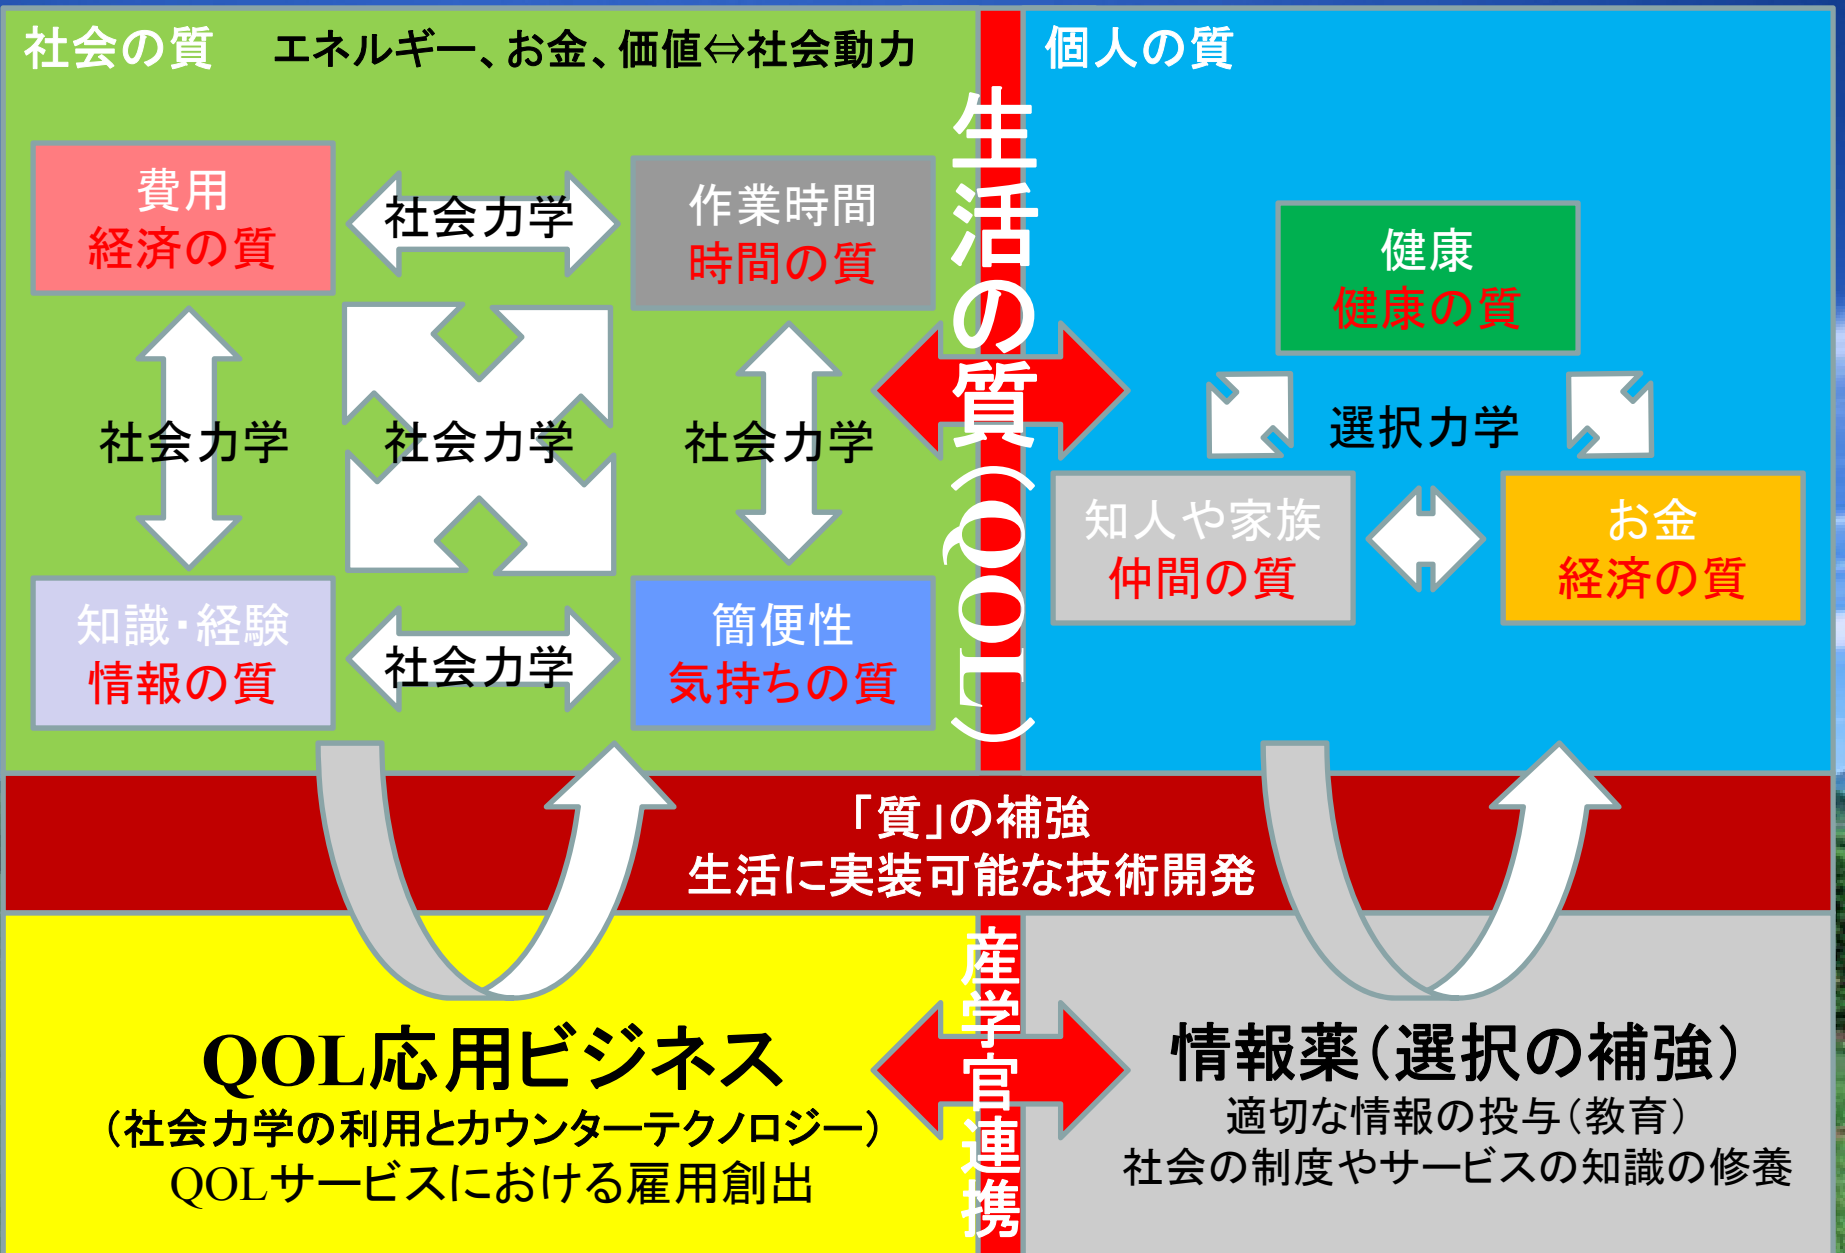 社会の質
エネルギー、お金、価値⇔社会動力
費用
経済の質
社会力学
作業時間
時間の質
社会力学
社会力学
社会力学
知識・経験
情報の質
社会力学
簡便性
気持ちの質
生活の質(QOL)
個人の質
健康
健康の質
選択力学
知人や家族
仲間の質
お金
経済の質
「質」の補強
生活に実装可能な技術開発
QOL応用ビジネス
(社会力学の利用とカウンターテクノロジー)
QOLサービスにおける雇用創出
産学官連携
情報薬(選択の補強)
適切な情報の投与(教育)
社会の制度やサービスの知識の修養